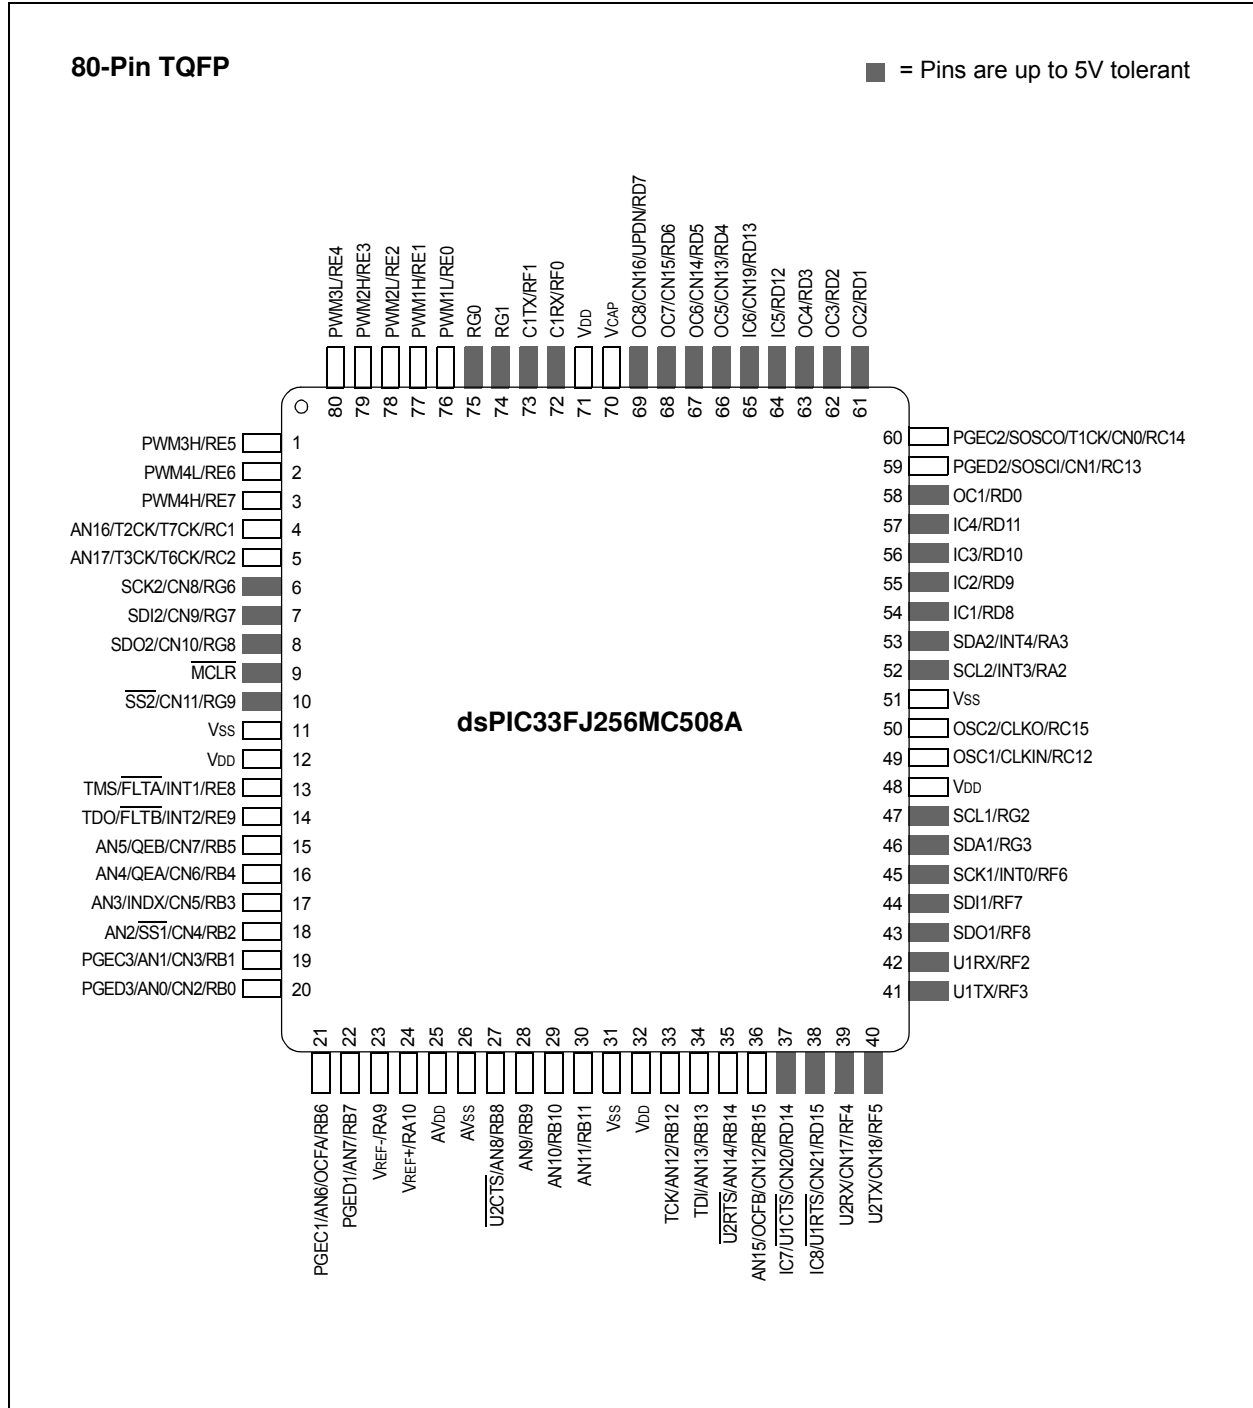 80-Pin TQFP
= Pins are up to 5V tolerant
PWM3L/RE4
PWM2H/RE3
PWM2L/RE2
PWM1H/RE1
PWM1L/RE0
RG0
RG1
C1TX/RF1
C1RX/RF0
VDD
VCAP
OC8/CN16/UPDN/RD7
OC7/CN15/RD6
OC6/CN14/RD5
OC5/CN13/RD4
IC6/CN19/RD13
IC5/RD12
OC4/RD3
OC3/RD2
OC2/RD1
80 79 78 77 76 75 74 73 72 71 70 69 68 67 66 65 64 63 62 61
PWM3H/RE5 1
PWM4L/RE6 2
PWM4H/RE7 3
AN16/T2CK/T7CK/RC1 4
AN17/T3CK/T6CK/RC2 5
SCK2/CN8/RG6 6
SDI2/CN9/RG7 7
SDO2/CN10/RG8 8
MCLR 9
SS2/CN11/RG9 10
VSS 11
VDD 12
TMS/FLTA/INT1/RE8 13
TDO/FLTB/INT2/RE9 14
AN5/QEB/CN7/RB5 15
AN4/QEA/CN6/RB4 16
AN3/INDX/CN5/RB3 17
AN2/SS1/CN4/RB2 18
PGEC3/AN1/CN3/RB1 19
PGED3/AN0/CN2/RB0 20
dsPIC33FJ256MC508A
60 PGEC2/SOSCO/T1CK/CN0/RC14
59 PGED2/SOSCI/CN1/RC13
58 OC1/RD0
57 IC4/RD11
56 IC3/RD10
55 IC2/RD9
54 IC1/RD8
53 SDA2/INT4/RA3
52 SCL2/INT3/RA2
51 VSS
50 OSC2/CLKO/RC15
49 OSC1/CLKIN/RC12
48 VDD
47 SCL1/RG2
46 SDA1/RG3
45 SCK1/INT0/RF6
44 SDI1/RF7
43 SDO1/RF8
42 U1RX/RF2
41 U1TX/RF3
21 22 23 24 25 26 27 28 29 30 31 32 33 34 35 36 37 38 39 40
PGEC1/AN6/OCFA/RB6
PGED1/AN7/RB7
VREF-/RA9
VREF+/RA10
AVDD
AVSS
U2CTS/AN8/RB8
AN9/RB9
AN10/RB10
AN11/RB11
VSS
VDD
TCK/AN12/RB12
TDI/AN13/RB13
U2RTS/AN14/RB14
AN15/OCFB/CN12/RB15
IC7/U1CTS/CN20/RD14
IC8/U1RTS/CN21/RD15
U2RX/CN17/RF4
U2TX/CN18/RF5